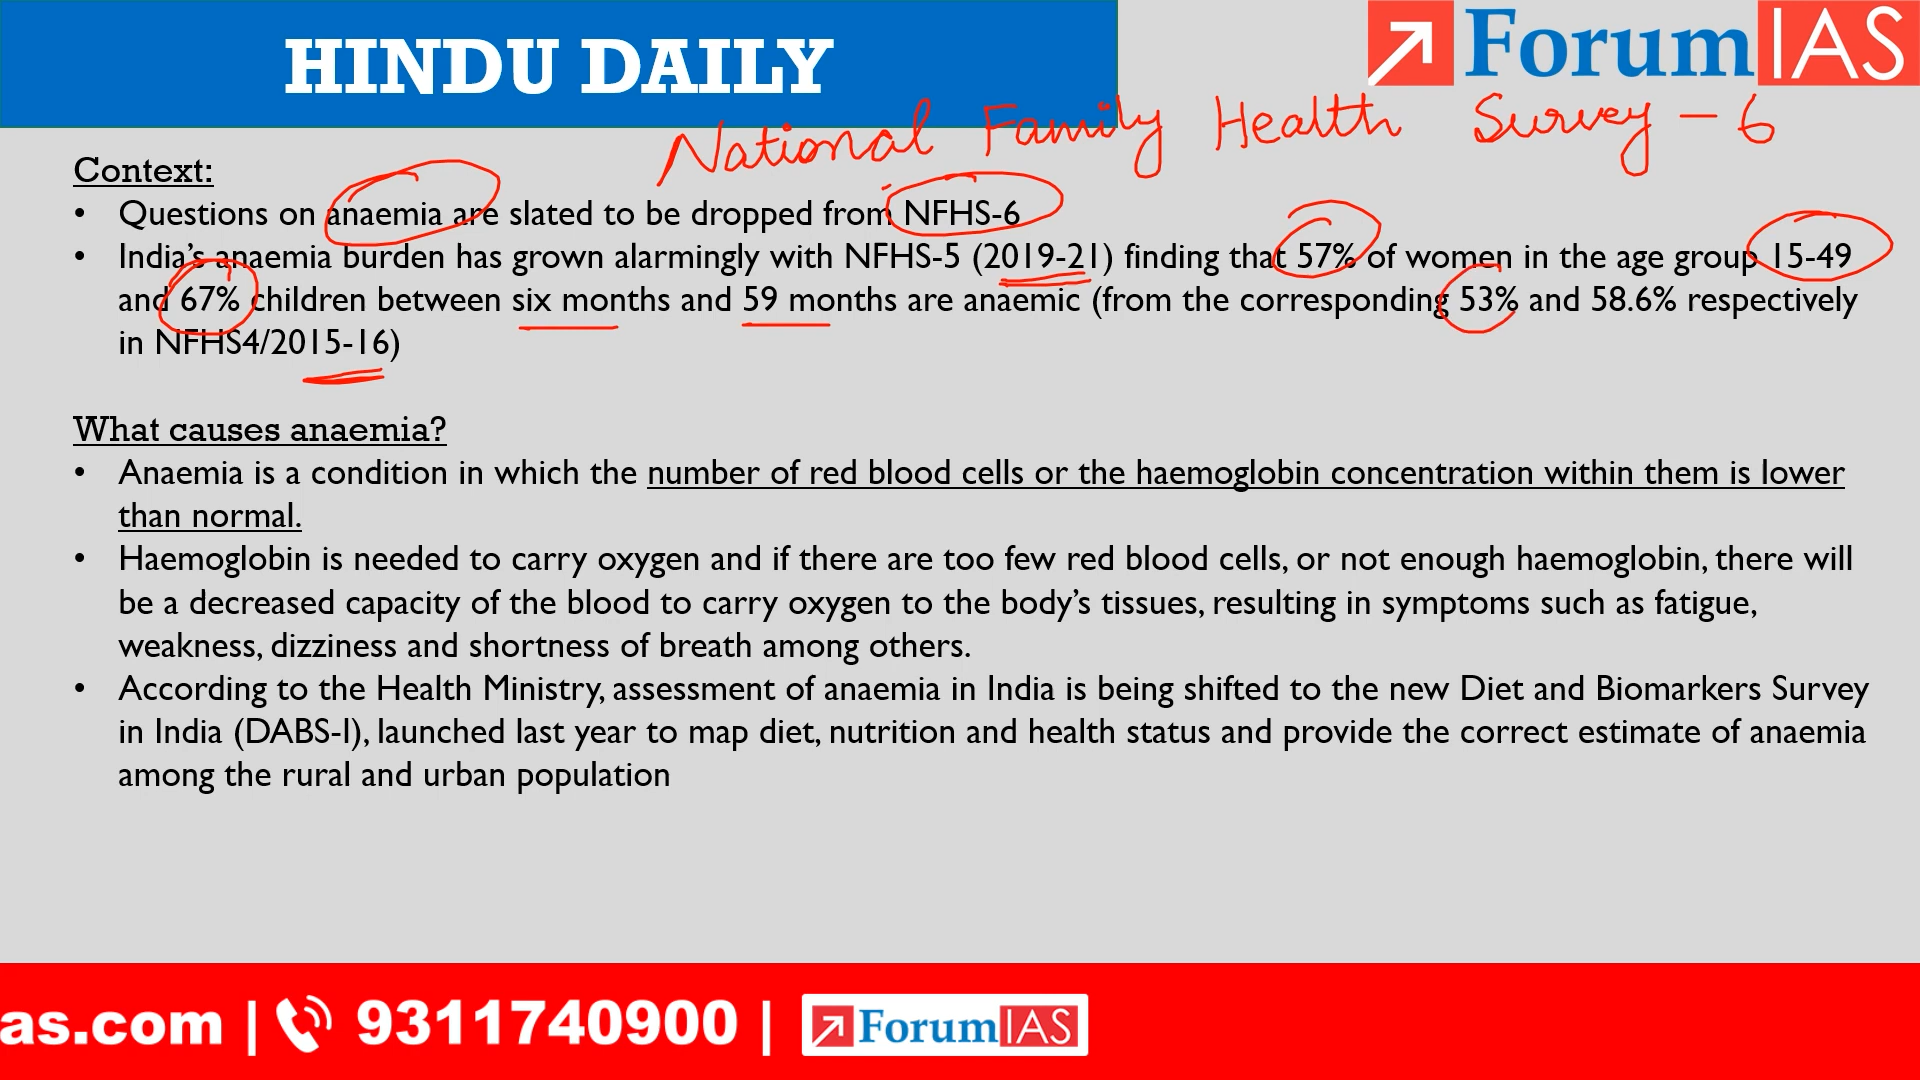 HINDU DAILY
ForumIAS
National Family Health Survey - 6
Context:
• Questions on anaemia are slated to be dropped from NFHS-6
• India's anaemia burden has grown alarmingly with NFHS-5 (2019-21) finding that 57% of women in the age group 15-49
and 67% children between six months and 59 months are anaemic (from the corresponding 53% and 58.6% respectively
in NFHS4/2015-16)
What causes anaemia?
• Anaemia is a condition in which the number of red blood cells or the haemoglobin concentration within them is lower
than normal.
• Haemoglobin is needed to carry oxygen and if there are too few red blood cells, or not enough haemoglobin, there will
be a decreased capacity of the blood to carry oxygen to the body's tissues, resulting in symptoms such as fatigue,
weakness, dizziness and shortness of breath among others.
• According to the Health Ministry, assessment of anaemia in India is being shifted to the new Diet and Biomarkers Survey
in India (DABS-I), launched last year to map diet, nutrition and health status and provide the correct estimate of anaemia
among the rural and urban population
as.com | 9311740900 | ForumIAS